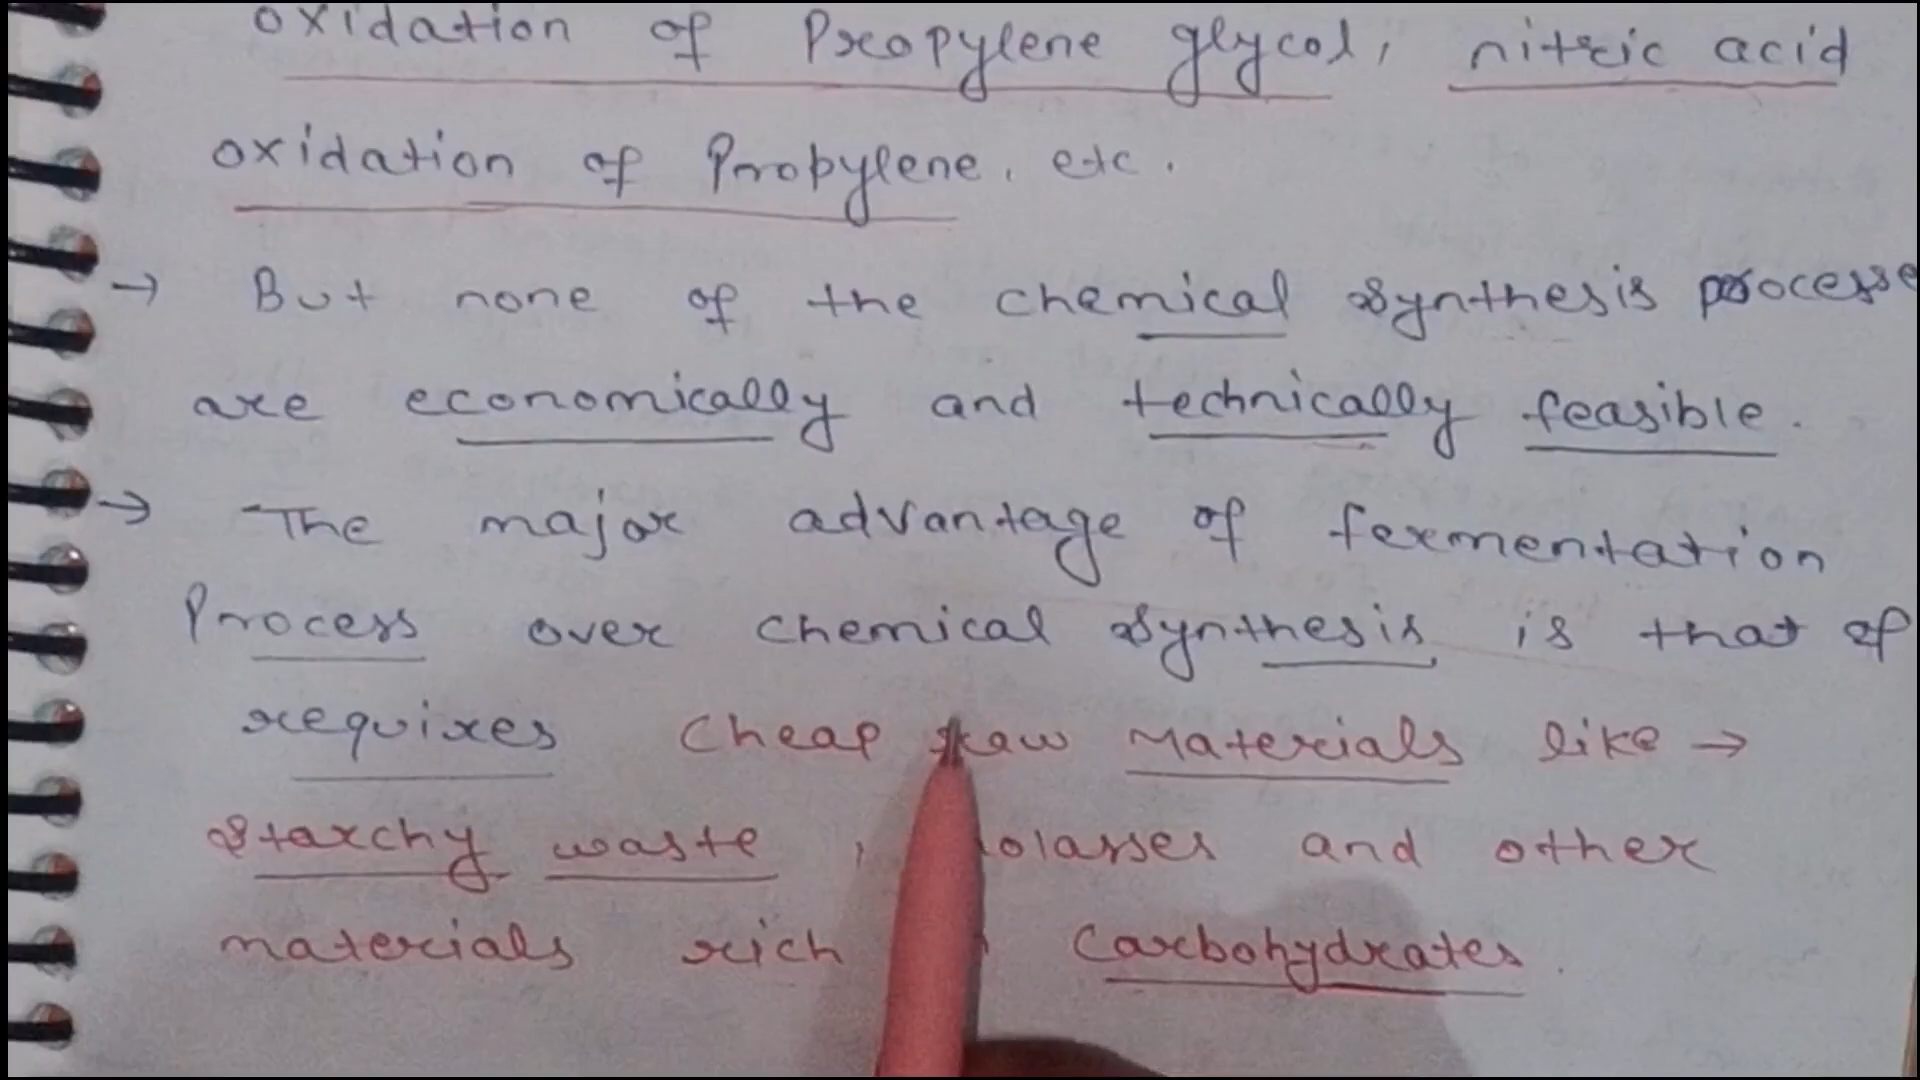 oxidation of Propylene glycol, nitric acid
oxidation of Propylene, etc.
→ But none of the chemical synthesis processe
are economically and technically feasible.
→ The major advantage of fermentation
Process over chemical synthesis is that of
requires Cheap raw Materials like →
starchy waste, olasses and other
materials rich Carbohydrates.